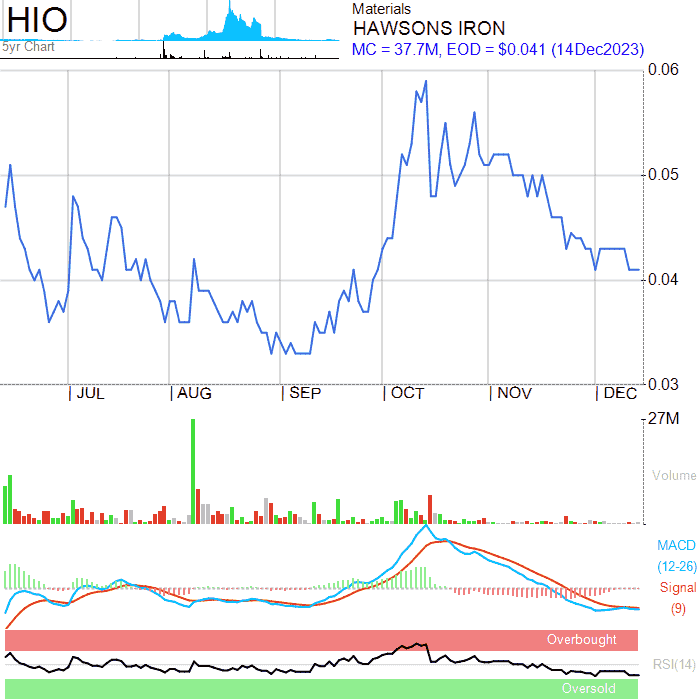 HIO
5yr Chart
Materials
HAWSONS IRON
MC = 37.7M, EOD = $0.041 (14Dec2023)
0.06
0.05
0.04
0.03
JUL AUG SEP OCT NOV DEC
27M
Volume
MACD
(12-26)
Signal
(9)
Overbought
RSI(14)
Oversold